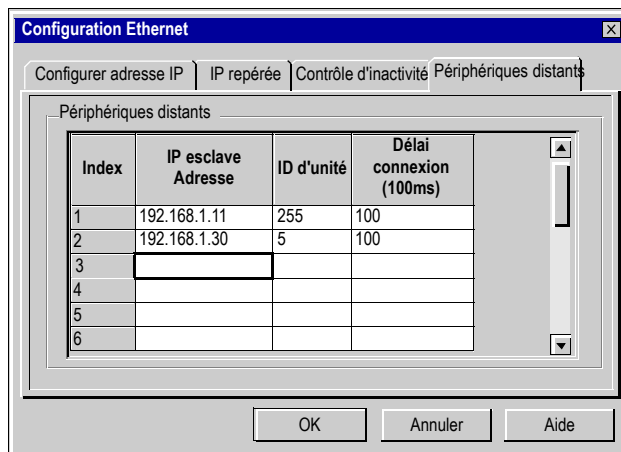 Configuration Ethernet
Configurer adresse IP IP repérée Contrôle d'inactivité Périphériques distants
Périphériques distants
Index IP esclave Adresse ID d'unité Délai connexion (100ms)
1 192.168.1.11 255 100
2 192.168.1.30 5 100
3
4
5
6
OK Annuler Aide